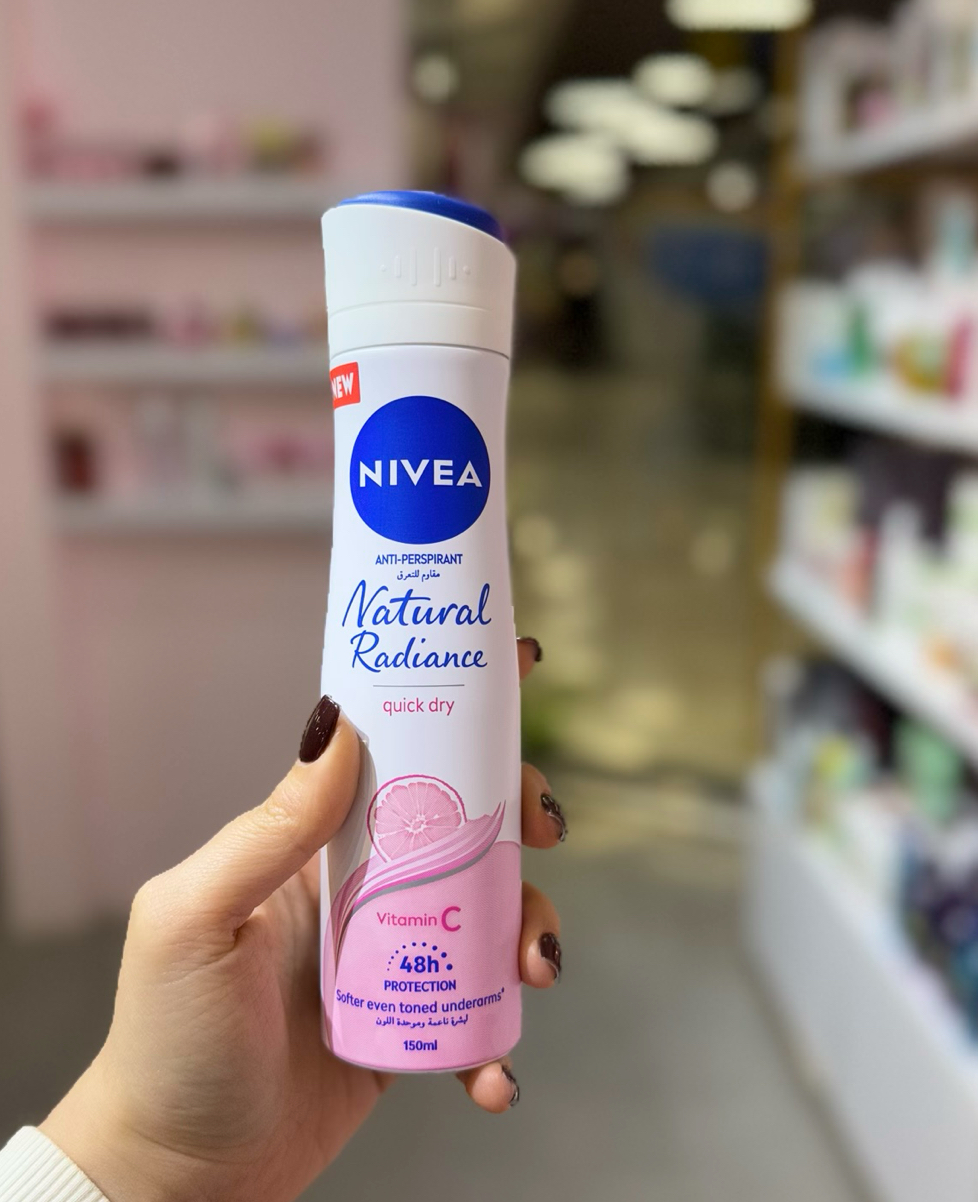 NEW
NIVEA
ANTI-PERSPIRANT
مقاوم للتعرق
Natural
Radiance
quick dry
Vitamin C
48h
PROTECTION
Softer even toned underarms*
لبشرة ناعمة وموحدة اللون
150ml